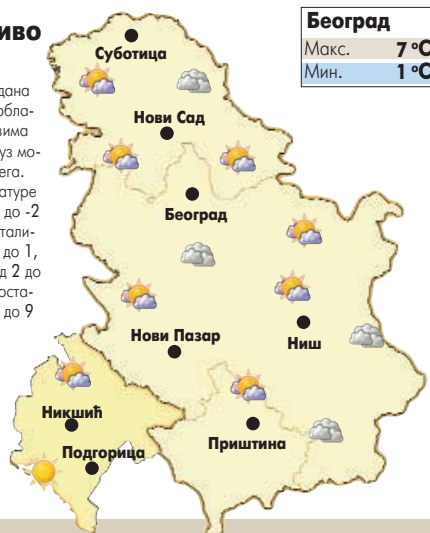 иво
дана
обла-
вима
уз мо-
ега.
атуре
до -2
тали-
до 1,
д 2 до
оста-
до 9
Београд
Макс. 7 °C
Мин. 1 °C
Суботица
Нови Сад
Београд
Нови Пазар
Ниш
Никшић
Подгорица
Приштина